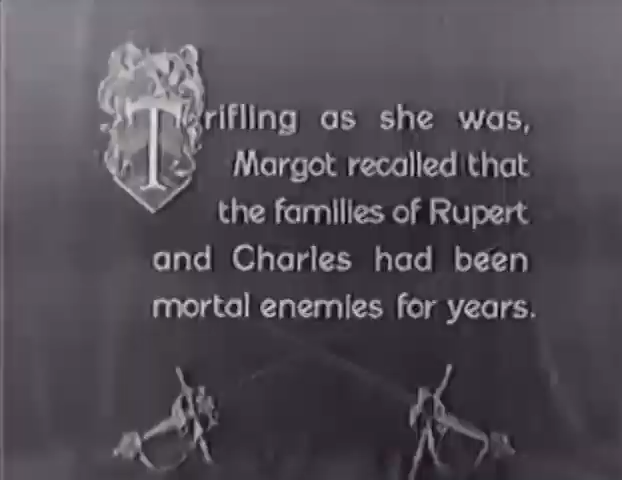 Trifling as she was,
Margot recalled that
the families of Rupert
and Charles had been
mortal enemies for years.